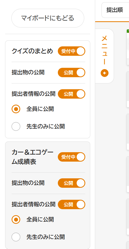 マイボードにもどる
提出順
メニュー
クイズのまとめ 受付中
提出物の公開 公開
提出者情報の公開 公開
全員に公開
先生のみに公開
カー＆エコゲー
ム成績表 受付中
提出物の公開 公開
提出者情報の公開 公開
全員に公開
先生のみに公開